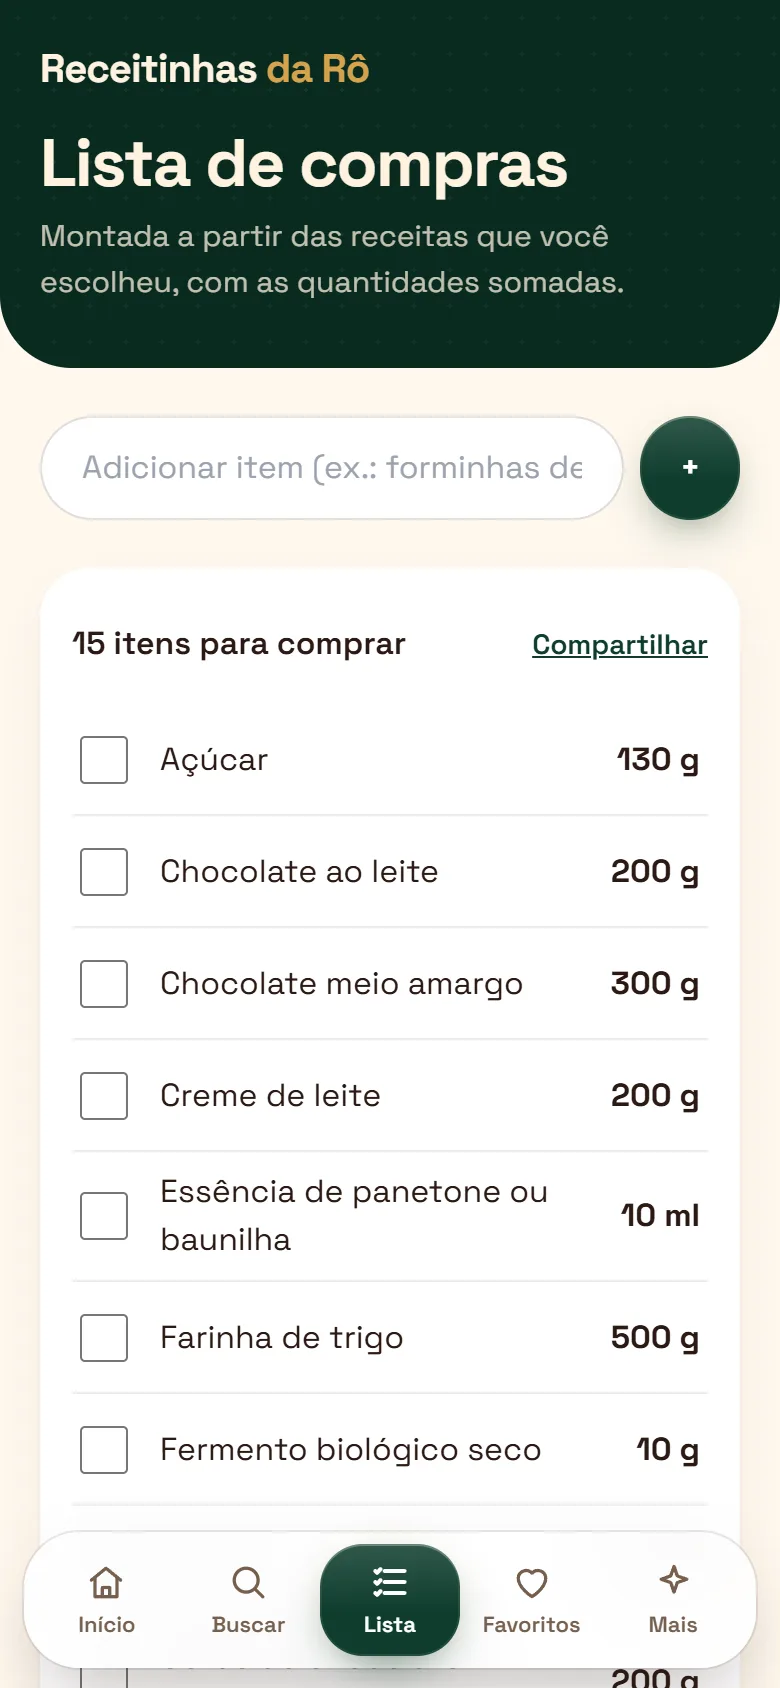 Receitinhas da Rô
Lista de compras
Montada a partir das receitas que você
escolheu, com as quantidades somadas.
Adicionar item (ex.: forminhas de
+
15 itens para comprar
Compartilhar
Açúcar 130 g
Chocolate ao leite 200 g
Chocolate meio amargo 300 g
Creme de leite 200 g
Essência de panetone ou
baunilha
10 ml
Farinha de trigo 500 g
Fermento biológico seco 10 g
Início Buscar Lista Favoritos Mais
200 g